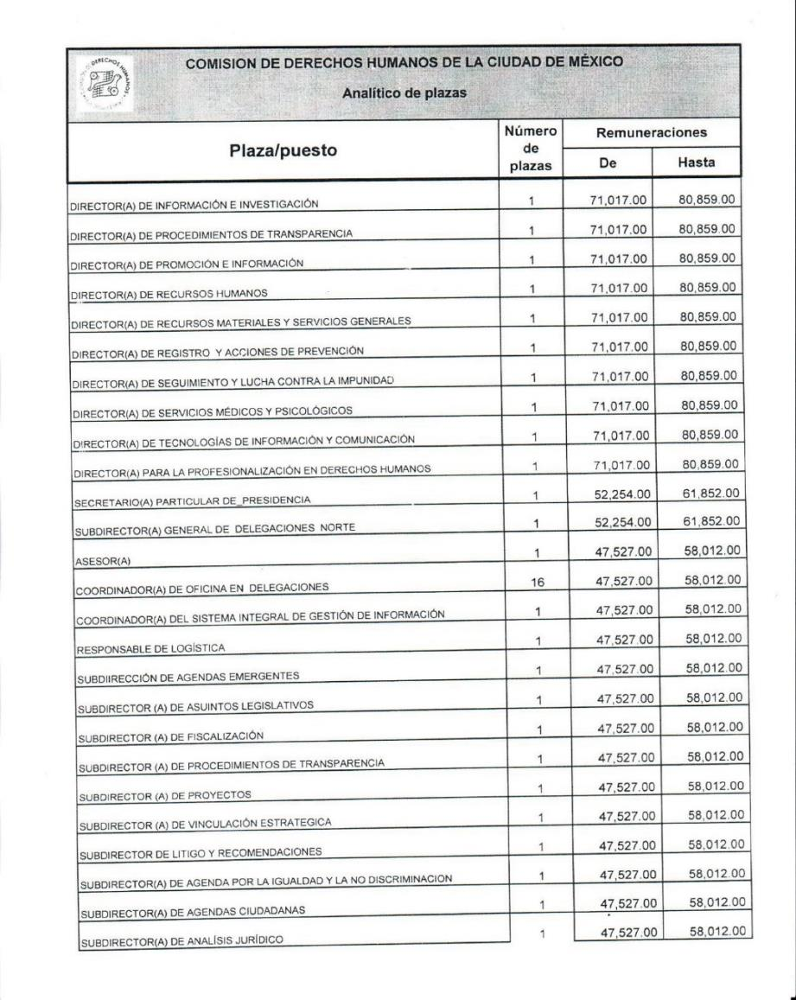 DERECHOS HUMANOS
COMISION DE DERECHOS HUMANOS DE LA CIUDAD DE MÉXICO
Analítico de plazas
Plaza/puesto Número de plazas Remuneraciones
De Hasta
DIRECTOR(A) DE INFORMACIÓN E INVESTIGACIÓN 1 71,017.00 80,859.00
DIRECTOR(A) DE PROCEDIMIENTOS DE TRANSPARENCIA 1 71,017.00 80,859.00
DIRECTOR(A) DE PROMOCIÓN E INFORMACIÓN 1 71,017.00 80,859.00
DIRECTOR(A) DE RECURSOS HUMANOS 1 71,017.00 80,859.00
DIRECTOR(A) DE RECURSOS MATERIALES Y SERVICIOS GENERALES 1 71,017.00 80,859.00
DIRECTOR(A) DE REGISTRO Y ACCIONES DE PREVENCIÓN 1 71,017.00 80,859.00
DIRECTOR(A) DE SEGUIMIENTO Y LUCHA CONTRA LA IMPUNIDAD 1 71,017.00 80,859.00
DIRECTOR(A) DE SERVICIOS MÉDICOS Y PSICOLÓGICOS 1 71,017.00 80,859.00
DIRECTOR(A) DE TECNOLOGÍAS DE INFORMACIÓN Y COMUNICACIÓN 1 71,017.00 80,859.00
DIRECTOR(A) PARA LA PROFESIONALIZACIÓN EN DERECHOS HUMANOS 1 71,017.00 80,859.00
SECRETARIO(A) PARTICULAR DE PRESIDENCIA 1 52,254.00 61,852.00
SUBDIRECTOR(A) GENERAL DE DELEGACIONES NORTE 1 52,254.00 61,852.00
ASESOR(A) 1 47,527.00 58,012.00
COORDINADOR(A) DE OFICINA EN DELEGACIONES 16 47,527.00 58,012.00
COORDINADOR(A) DEL SISTEMA INTEGRAL DE GESTIÓN DE INFORMACIÓN 1 47,527.00 58,012.00
RESPONSABLE DE LOGÍSTICA 1 47,527.00 58,012.00
SUBDIIRECCIÓN DE AGENDAS EMERGENTES 1 47,527.00 58,012.00
SUBDIRECTOR (A) DE ASUINTOS LEGISLATIVOS 1 47,527.00 58,012.00
SUBDIRECTOR (A) DE FISCALIZACIÓN 1 47,527.00 58,012.00
SUBDIRECTOR (A) DE PROCEDIMIENTOS DE TRANSPARENCIA 1 47,527.00 58,012.00
SUBDIRECTOR (A) DE PROYECTOS 1 47,527.00 58,012.00
SUBDIRECTOR (A) DE VINCULACIÓN ESTRATEGICA 1 47,527.00 58,012.00
SUBDIRECTOR DE LITIGO Y RECOMENDACIONES 1 47,527.00 58,012.00
SUBDIRECTOR(A) DE AGENDA POR LA IGUALDAD Y LA NO DISCRIMINACION 1 47,527.00 58,012.00
SUBDIRECTOR(A) DE AGENDAS CIUDADANAS 1 47,527.00 58,012.00
SUBDIRECTOR(A) DE ANALÍSIS JURÍDICO 1 47,527.00 58,012.00